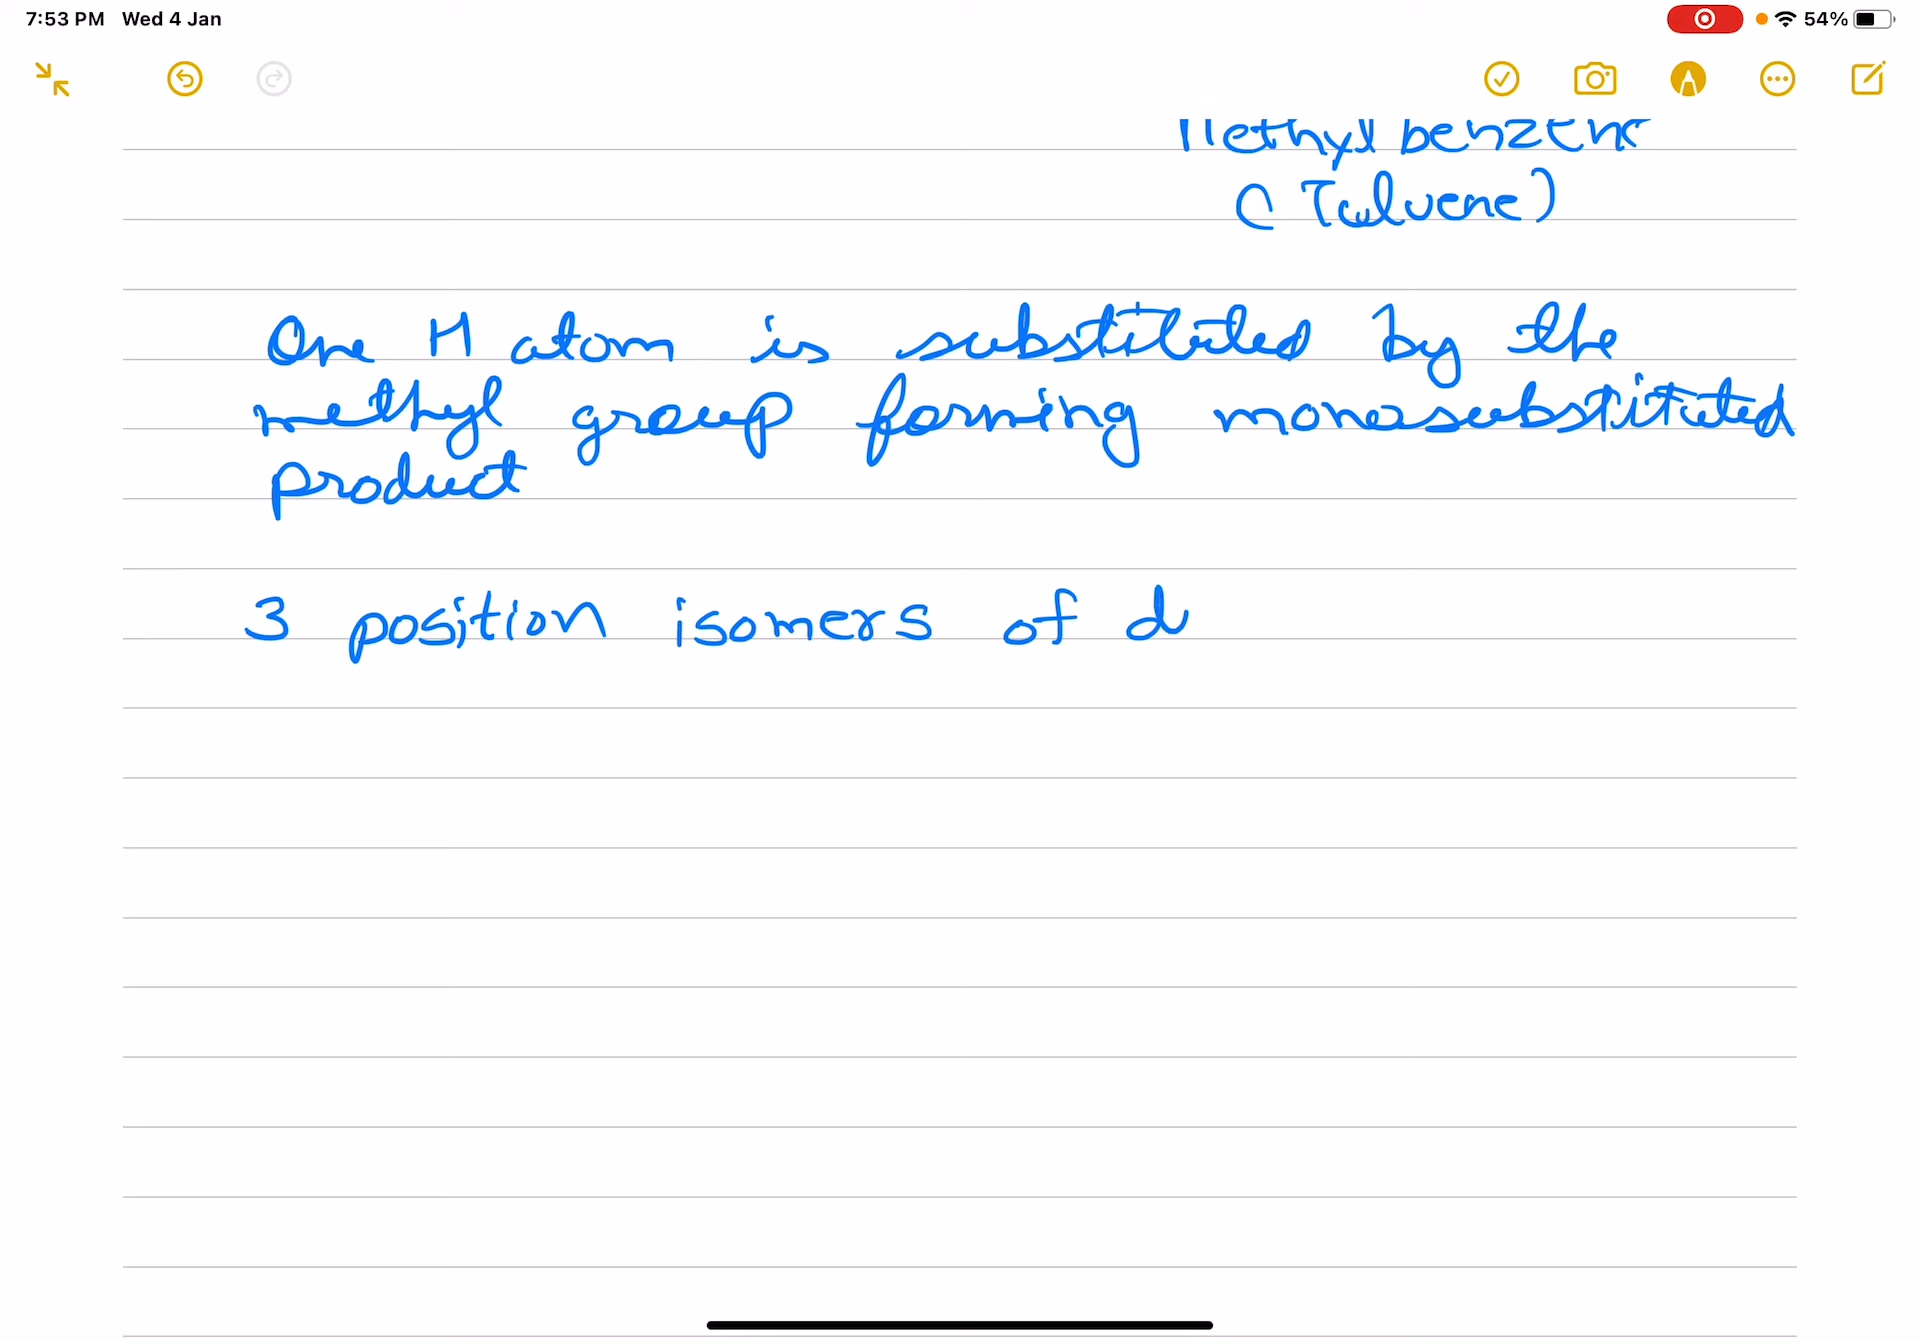 7:53 PM Wed 4 Jan 54%
Methyl benzene
(Toluene)
One H atom is substituted by the
methyl group forming monosubstituted
product
3 position isomers of d